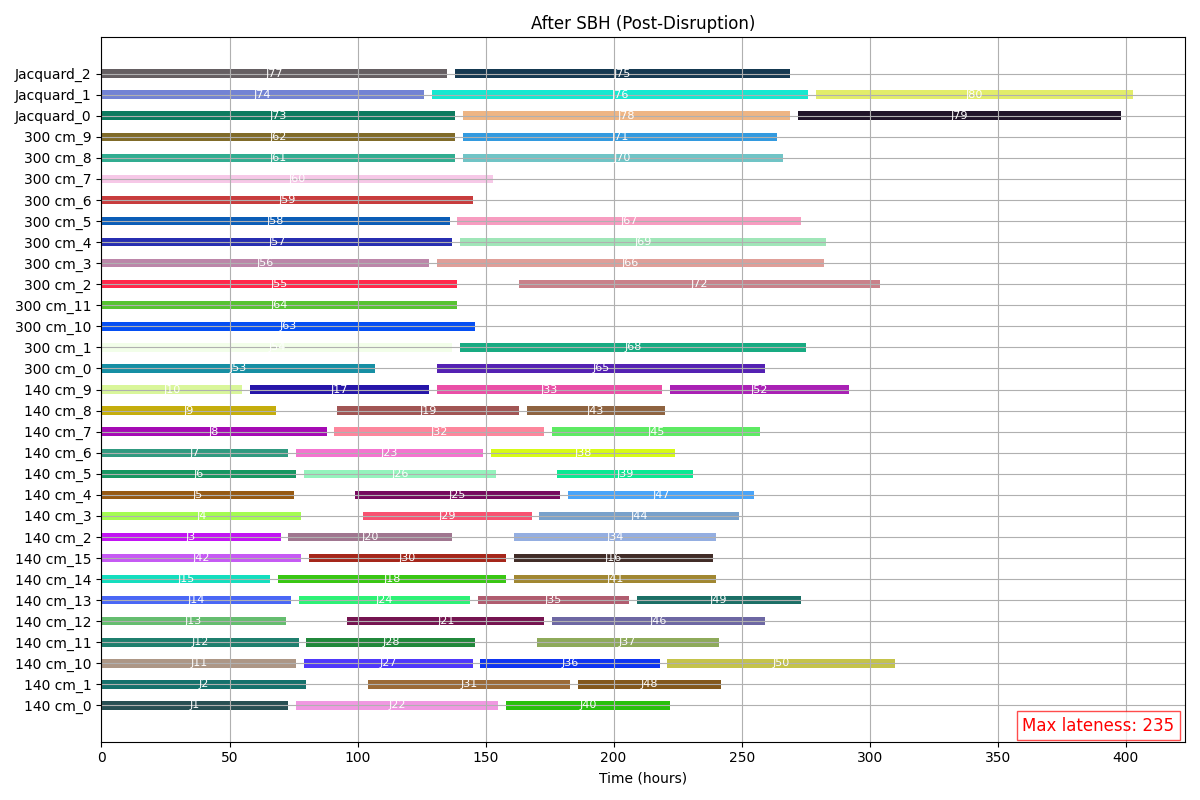 After SBH (Post-Disruption)
Jacquard_2 J77 J75
Jacquard_1 J74 J76 J80
Jacquard_0 J73 J78 J79
300 cm_9 J62 J71
300 cm_8 J61 J70
300 cm_7 J60
300 cm_6 J59
300 cm_5 J58 J67
300 cm_4 J57 J69
300 cm_3 J56 J66
300 cm_2 J55 J72
300 cm_11 J64
300 cm_10 J63
300 cm_1 J68
300 cm_0 J53 J65
140 cm_9 J10 J17 J33 J52
140 cm_8 J9 J19 J43
140 cm_7 J8 J32 J45
140 cm_6 J7 J23 J38
140 cm_5 J6 J26 J39
140 cm_4 J5 J25 J47
140 cm_3 J4 J29 J44
140 cm_2 J3 J20 J34
140 cm_15 J42 J30 J16
140 cm_14 J15 J18 J41
140 cm_13 J14 J24 J35 J49
140 cm_12 J13 J21 J46
140 cm_11 J12 J28 J37
140 cm_10 J11 J27 J36 J50
140 cm_1 J2 J31 J48
140 cm_0 J1 J22 J40
Max lateness: 235
0 50 100 150 200 250 300 350 400
Time (hours)